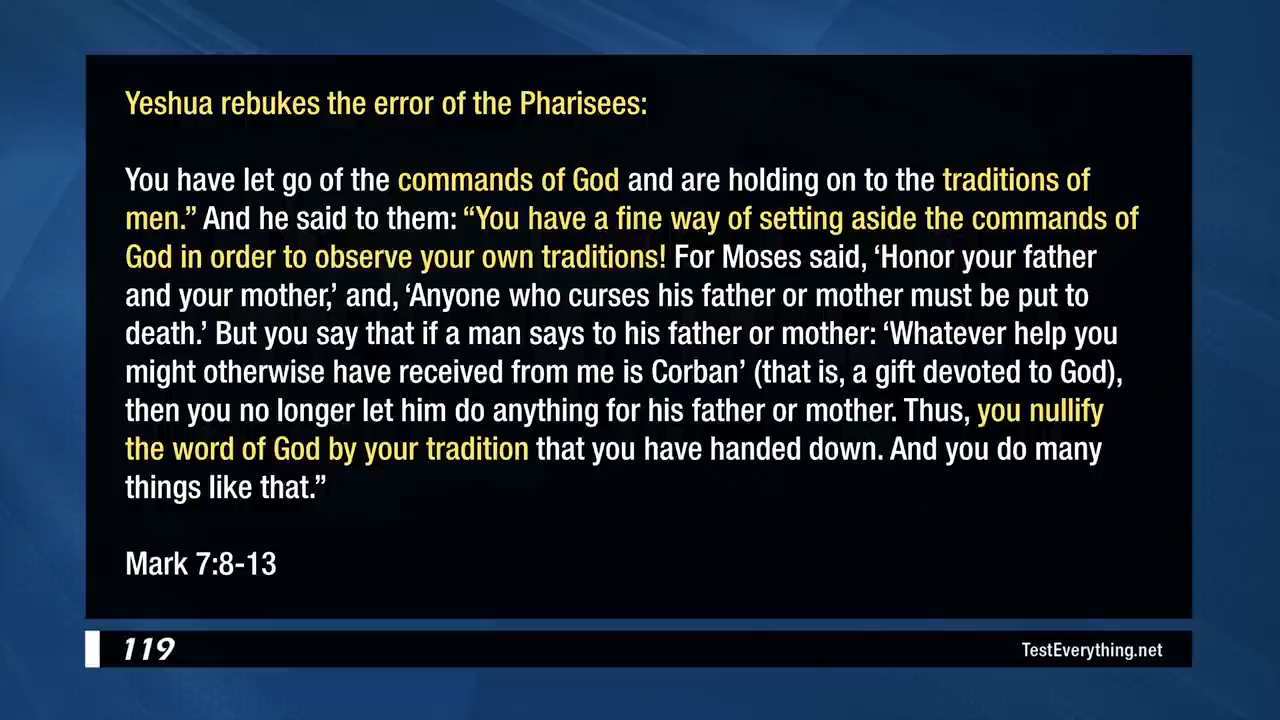 Yeshua rebukes the error of the Pharisees:
You have let go of the commands of God and are holding on to the traditions of
men.” And he said to them: “You have a fine way of setting aside the commands of
God in order to observe your own traditions! For Moses said, ‘Honor your father
and your mother,’ and, ‘Anyone who curses his father or mother must be put to
death.’ But you say that if a man says to his father or mother: ‘Whatever help you
might otherwise have received from me is Corban’ (that is, a gift devoted to God),
then you no longer let him do anything for his father or mother. Thus, you nullify
the word of God by your tradition that you have handed down. And you do many
things like that.”
Mark 7:8-13
119
TestEverything.net